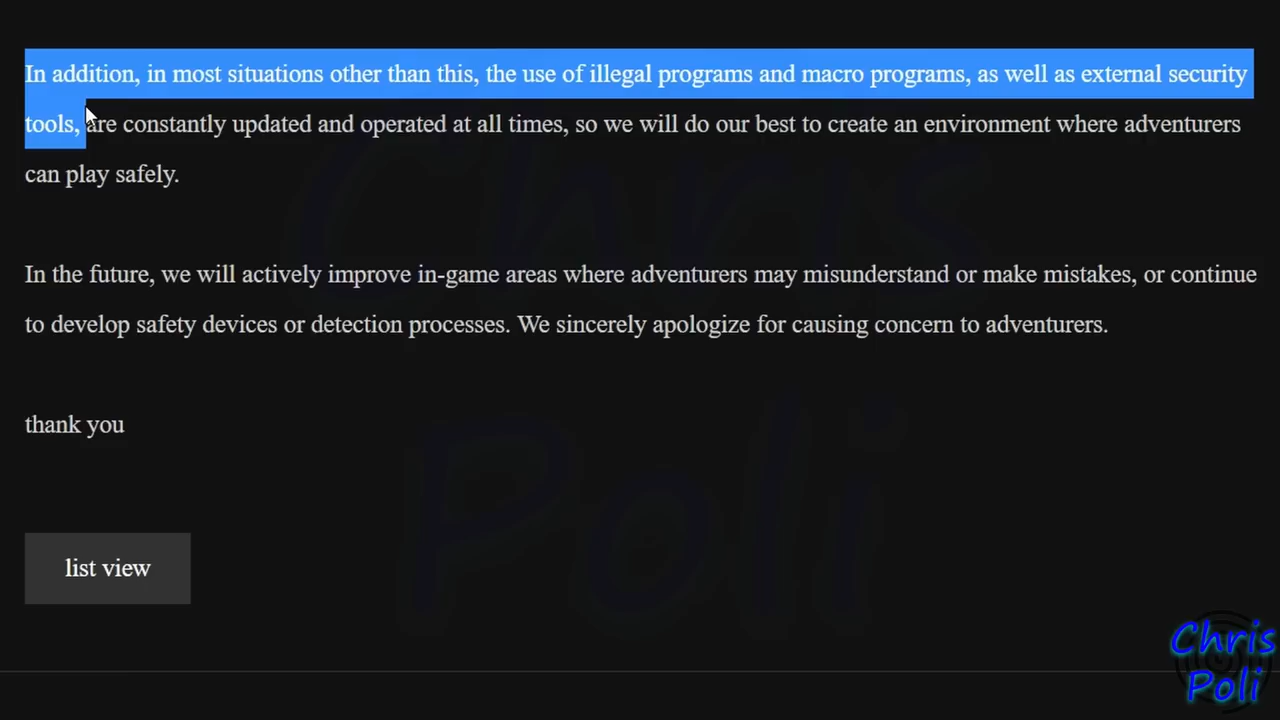 In addition, in most situations other than this, the use of illegal programs and macro programs, as well as external security
tools, are constantly updated and operated at all times, so we will do our best to create an environment where adventurers
can play safely.
In the future, we will actively improve in-game areas where adventurers may misunderstand or make mistakes, or continue
to develop safety devices or detection processes. We sincerely apologize for causing concern to adventurers.
thank you
list view
Chris
Poli
Chris
Poli